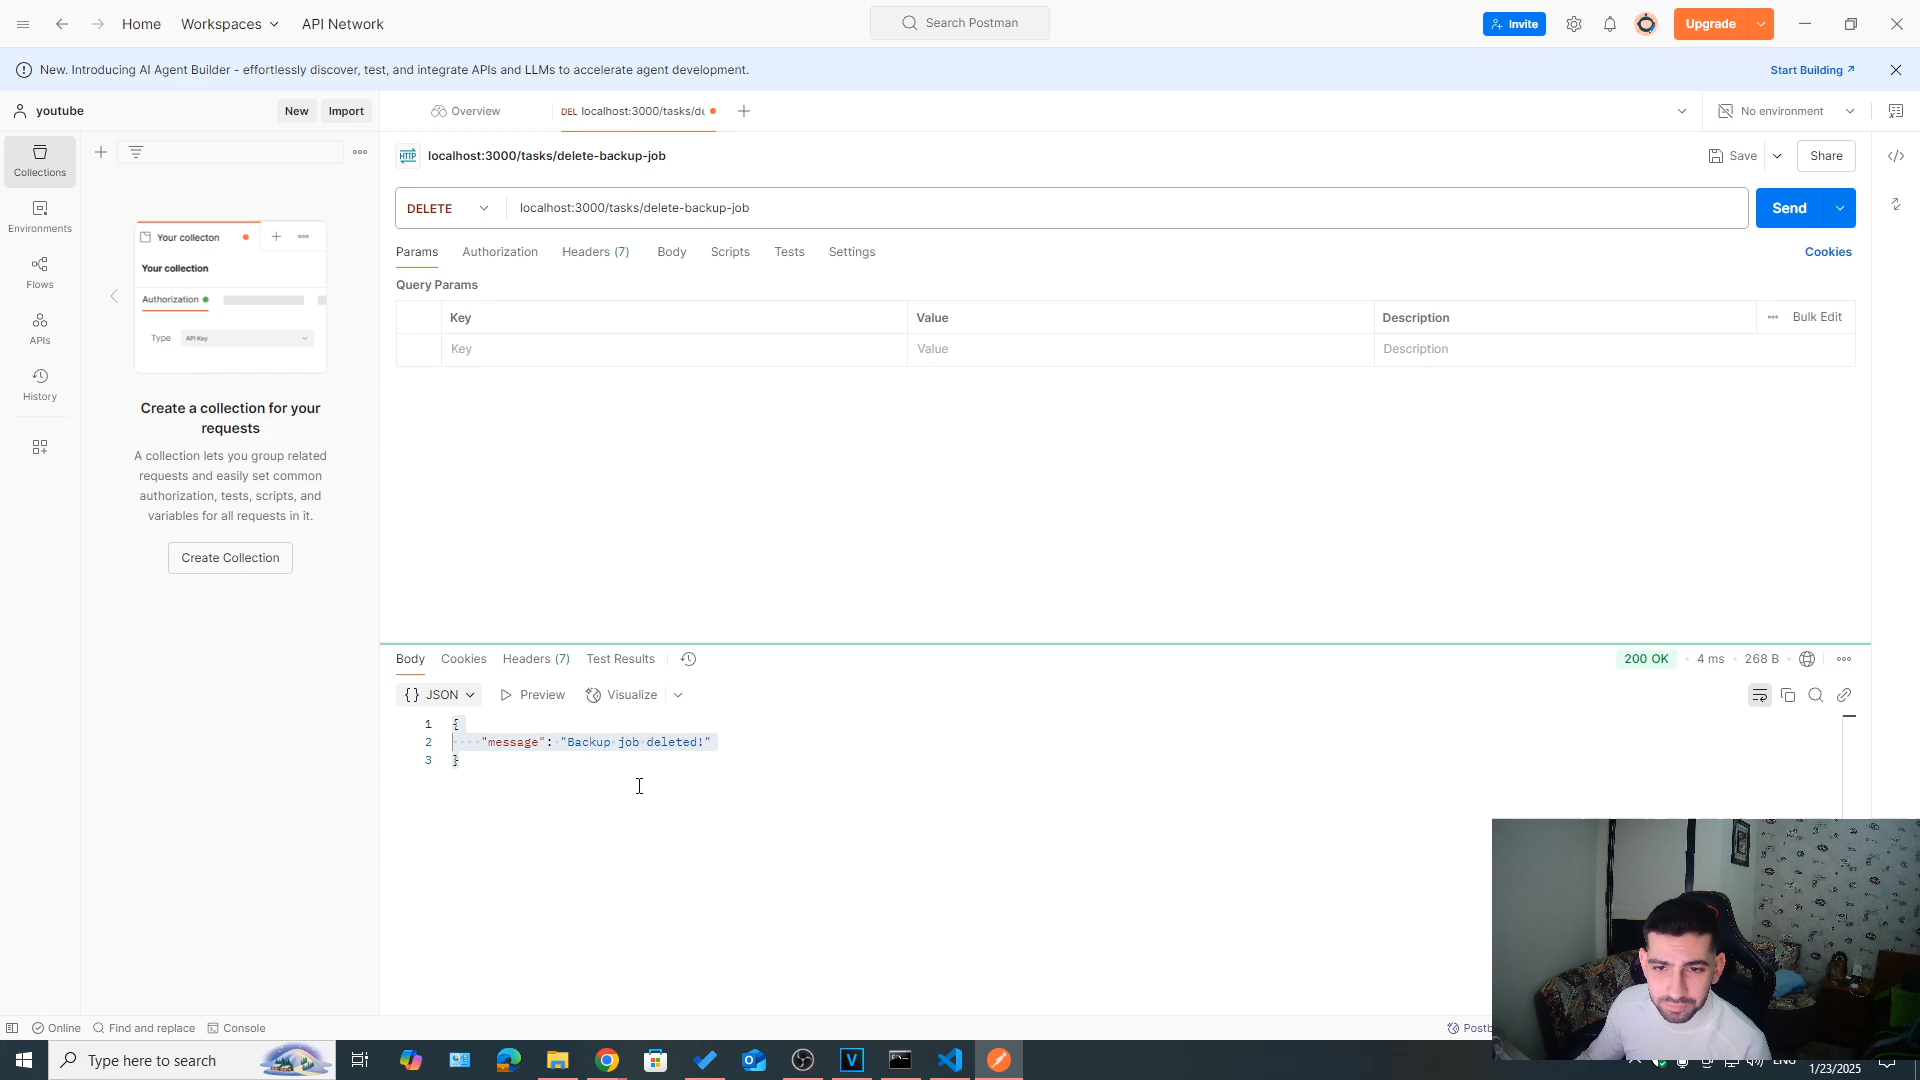 Home
Workspaces
API Network
Search Postman
Invite
Upgrade
New. Introducing AI Agent Builder - effortlessly discover, test, and integrate APIs and LLMs to accelerate agent development.
Start Building
youtube
New
Import
Overview
DEL localhost:3000/tasks/de
No environment
Collections
Environments
Flows
APIs
History
Your collecton
Your collection
Authorization
Type
API Key
Create a collection for your
requests
A collection lets you group related
requests and easily set common
authorization, tests, scripts, and
variables for all requests in it.
Create Collection
HTTP
localhost:3000/tasks/delete-backup-job
Save
Share
DELETE
localhost:3000/tasks/delete-backup-job
Send
Params
Authorization
Headers (7)
Body
Scripts
Tests
Settings
Cookies
Query Params
Key
Value
Description
Bulk Edit
Key
Value
Description
Body
Cookies
Headers (7)
Test Results
200 OK
4 ms
268 B
{} JSON
Preview
Visualize
1 {
2 "message": "Backup job deleted!"
3 }
Online
Find and replace
Console
Type here to search
ENG
1/23/2025